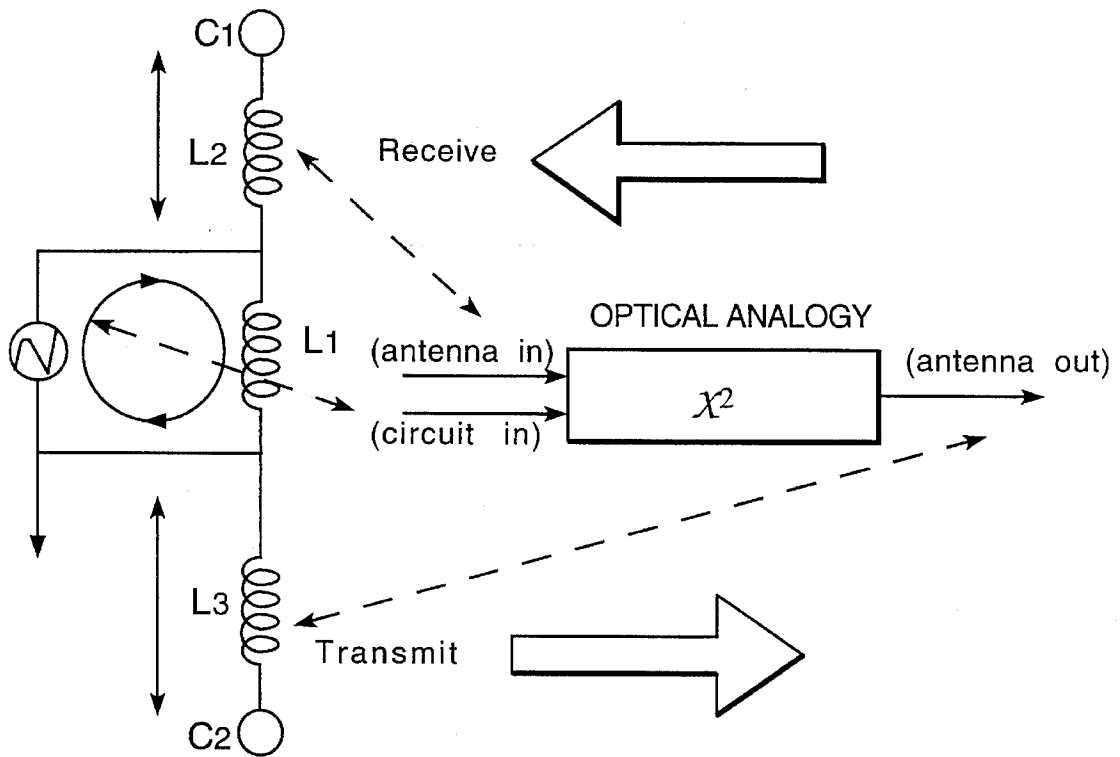 C1
L2
Receive
OPTICAL ANALOGY
L1
(antenna in)
(antenna out)
χ2
(circuit in)
L3
Transmit
C2